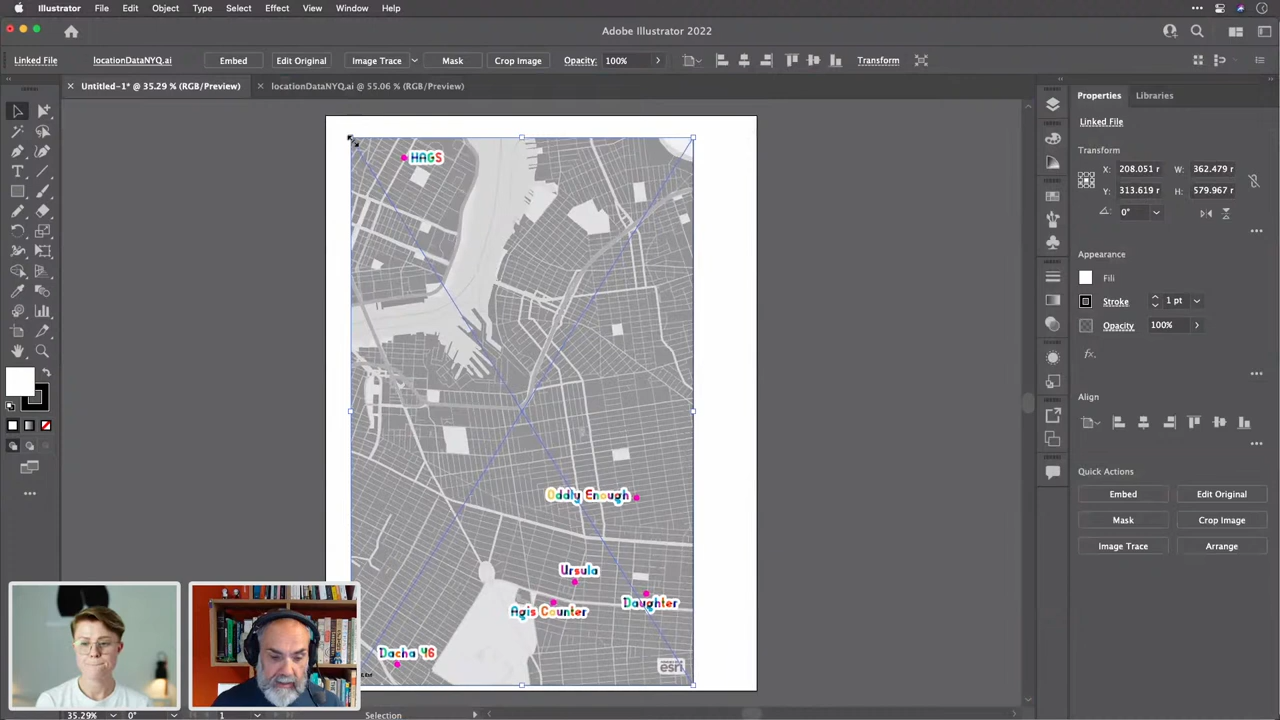 Illustrator File Edit Object Type Select Effect View Window Help
Adobe Illustrator 2022
Linked File locationDataNYQ.ai Embed Edit Original Image Trace Mask Crop Image Opacity: 100% Transform
Untitled-1* @ 35.29 % (RGB/Preview) locationDataNYQ.ai @ 55.06 % (RGB/Preview)
Properties Libraries
Linked File
Transform
X: 208.051 r W: 362.479 r
Y: 313.619 r H: 579.967 r
0°
Appearance
Fill
Stroke 1 pt
Opacity 100%
fx.
Align
Quick Actions
Embed Edit Original
Mask Crop Image
Image Trace Arrange
HAGS
Oddly Enough
Ursula
Daughter
Agis Counter
Dacha 46
esri
35.29% 0° 1 Selection